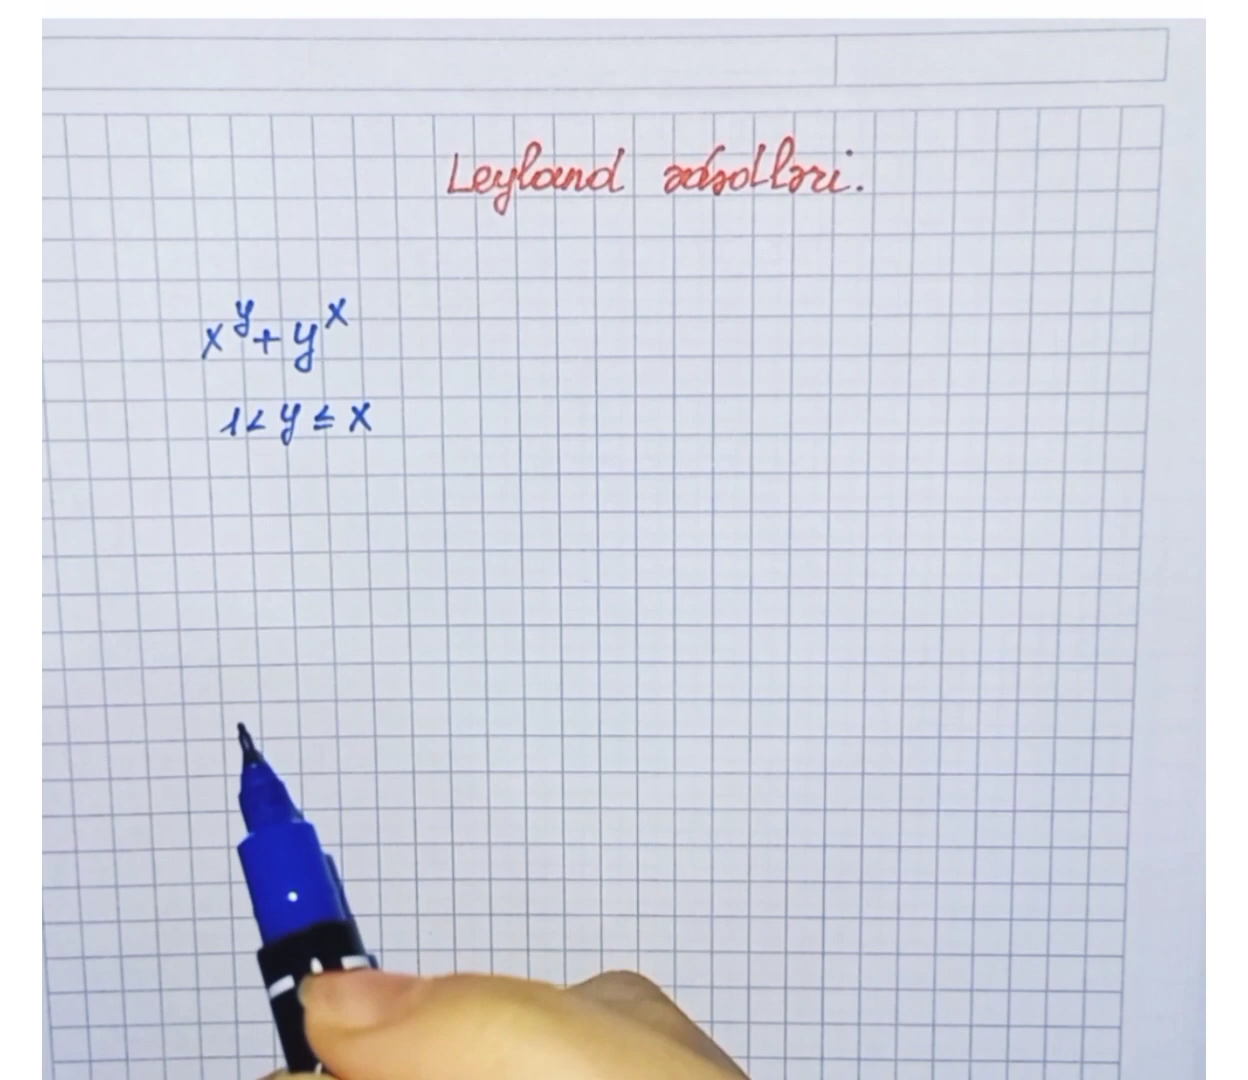 Leyland ədədləri.
x^y + y^x
1 < y ≤ x